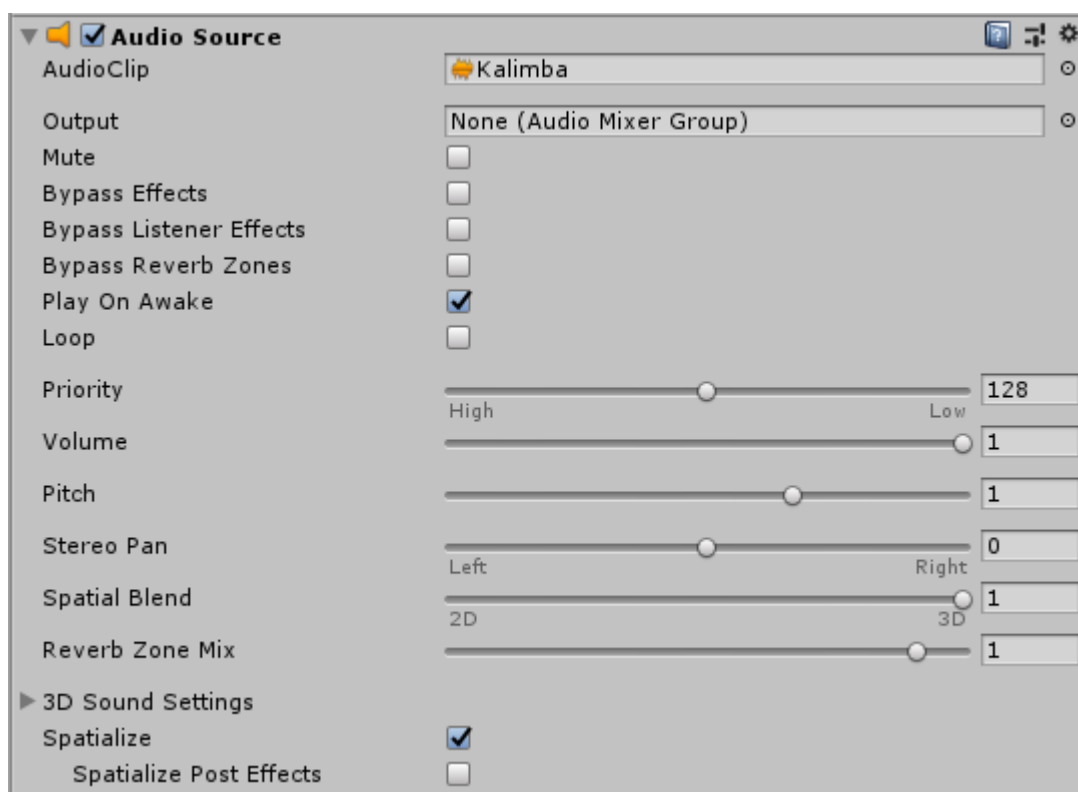 Audio Source
AudioClip Kalimba
Output None (Audio Mixer Group)
Mute
Bypass Effects
Bypass Listener Effects
Bypass Reverb Zones
Play On Awake
Loop
Priority 128
High Low
Volume 1
Pitch 1
Stereo Pan 0
Left Right
Spatial Blend 1
2D 3D
Reverb Zone Mix 1
3D Sound Settings
Spatialize
Spatialize Post Effects